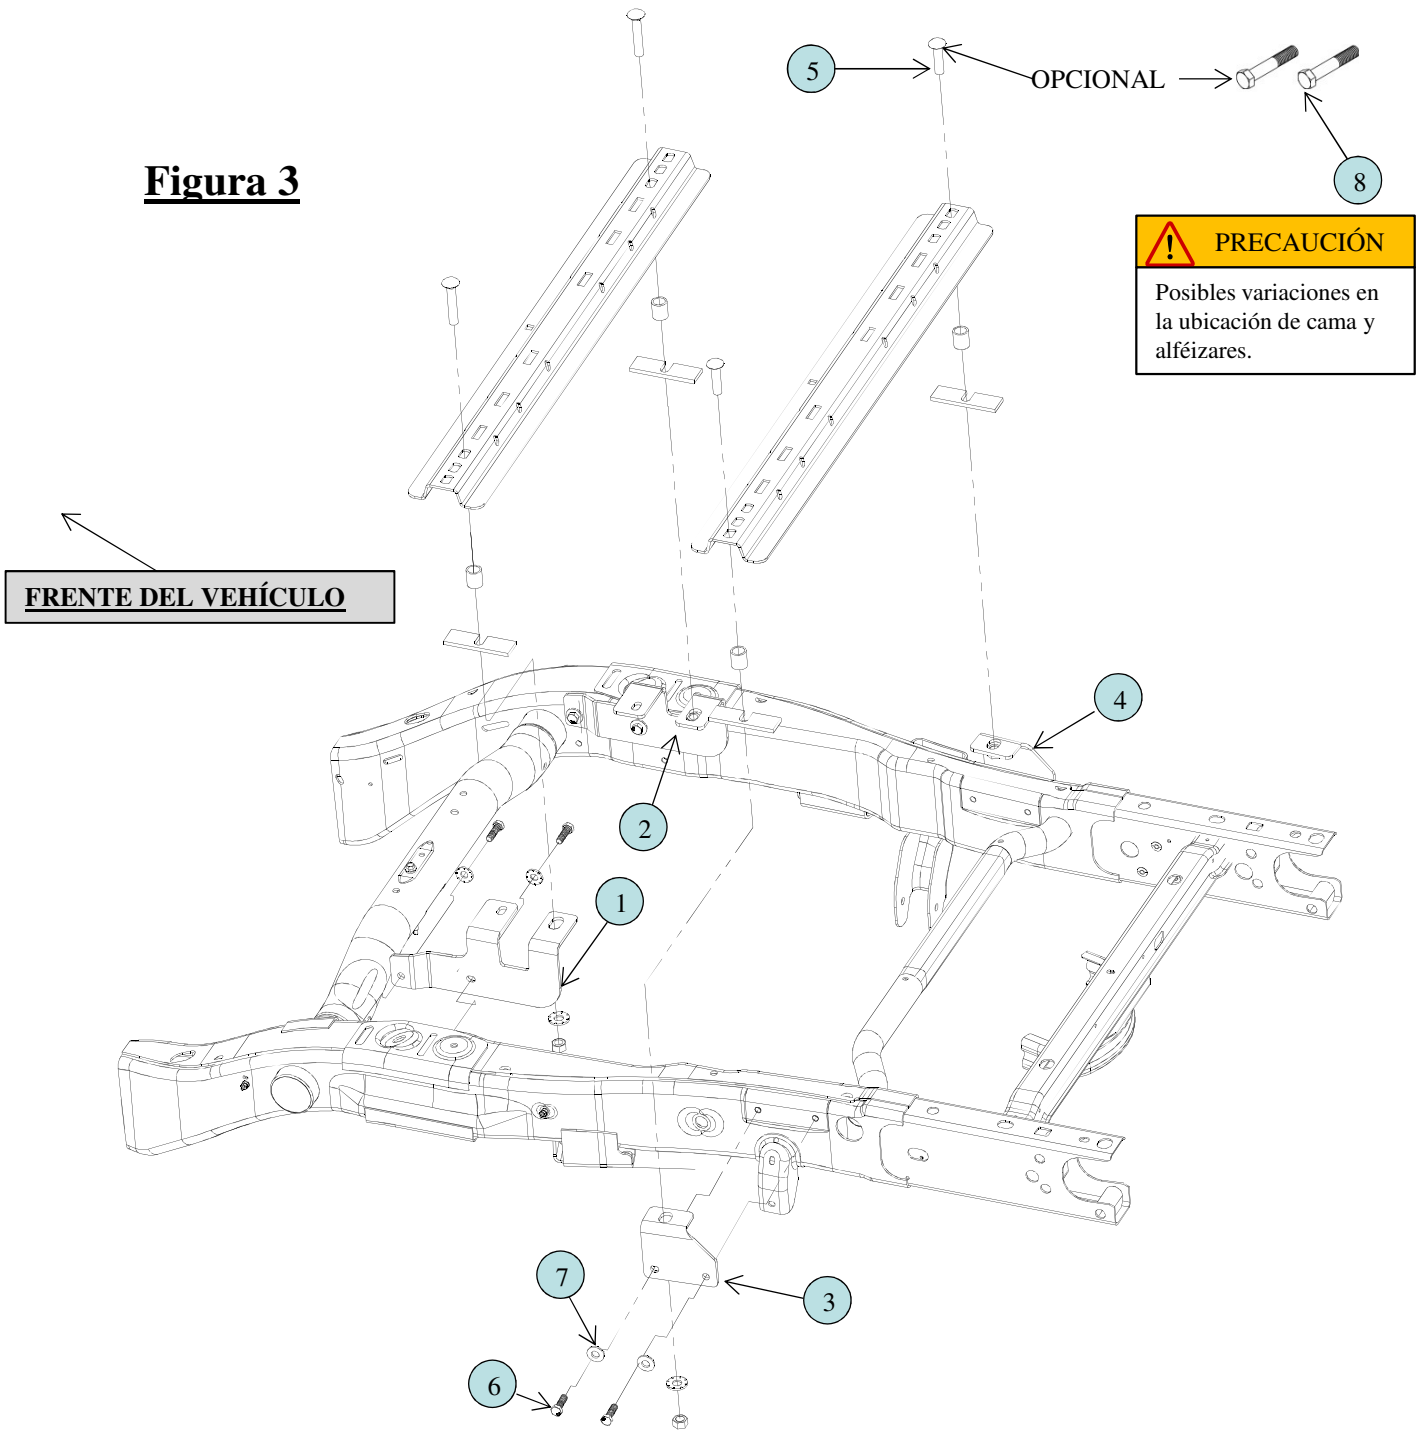 5
OPCIONAL
8
Figura 3
PRECAUCIÓN
Posibles variaciones en
la ubicación de cama y
alféizares.
FRENTE DEL VEHÍCULO
4
2
1
7
3
6